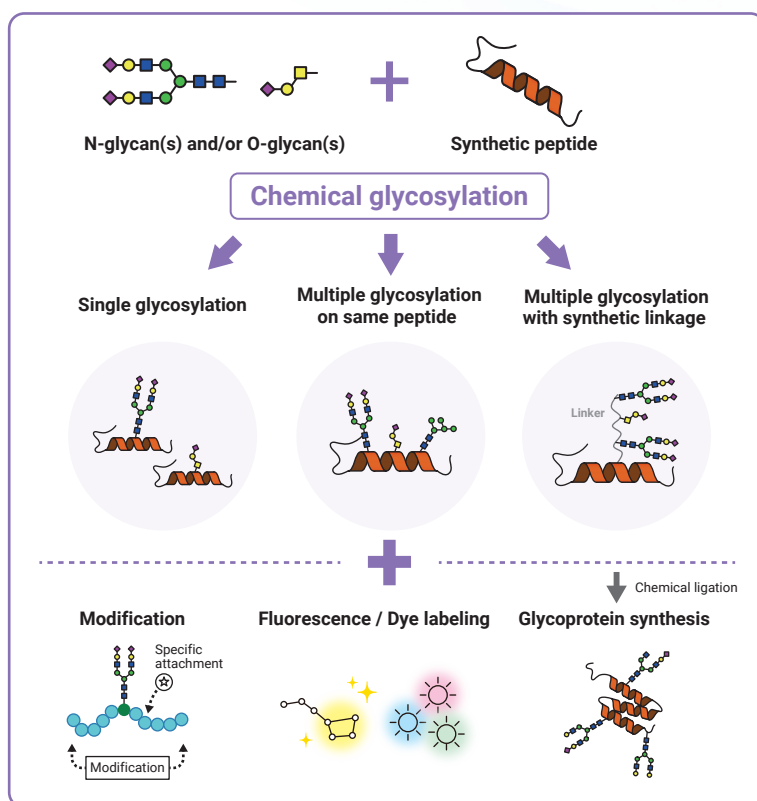 N-glycan(s) and/or O-glycan(s)
Synthetic peptide
Chemical glycosylation
Single glycosylation
Multiple glycosylation
on same peptide
Multiple glycosylation
with synthetic linkage
Linker
Chemical ligation
Modification
Fluorescence / Dye labeling
Glycoprotein synthesis
Specific
attachment
Modification